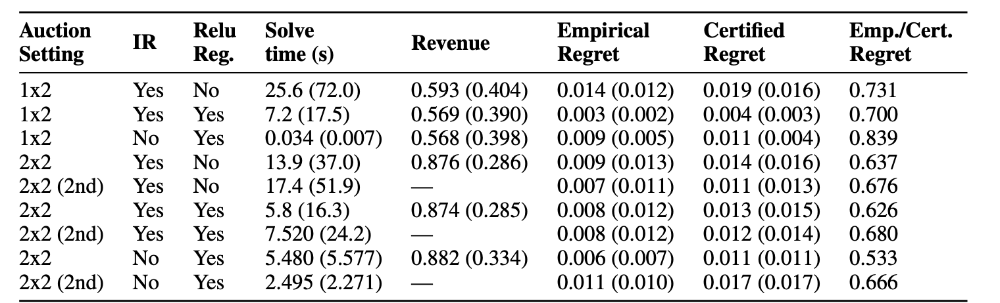 Auction Setting IR Relu Reg. Solve time (s) Revenue Empirical Regret Certified Regret Emp./Cert. Regret
1x2 Yes No 25.6 (72.0) 0.593 (0.404) 0.014 (0.012) 0.019 (0.016) 0.731
1x2 Yes Yes 7.2 (17.5) 0.569 (0.390) 0.003 (0.002) 0.004 (0.003) 0.700
1x2 No Yes 0.034 (0.007) 0.568 (0.398) 0.009 (0.005) 0.011 (0.004) 0.839
2x2 Yes No 13.9 (37.0) 0.876 (0.286) 0.009 (0.013) 0.014 (0.016) 0.637
2x2 (2nd) Yes No 17.4 (51.9) — 0.007 (0.011) 0.011 (0.013) 0.676
2x2 Yes Yes 5.8 (16.3) 0.874 (0.285) 0.008 (0.012) 0.013 (0.015) 0.626
2x2 (2nd) Yes Yes 7.520 (24.2) — 0.008 (0.012) 0.012 (0.014) 0.680
2x2 No Yes 5.480 (5.577) 0.882 (0.334) 0.006 (0.007) 0.011 (0.011) 0.533
2x2 (2nd) No Yes 2.495 (2.271) — 0.011 (0.010) 0.017 (0.017) 0.666